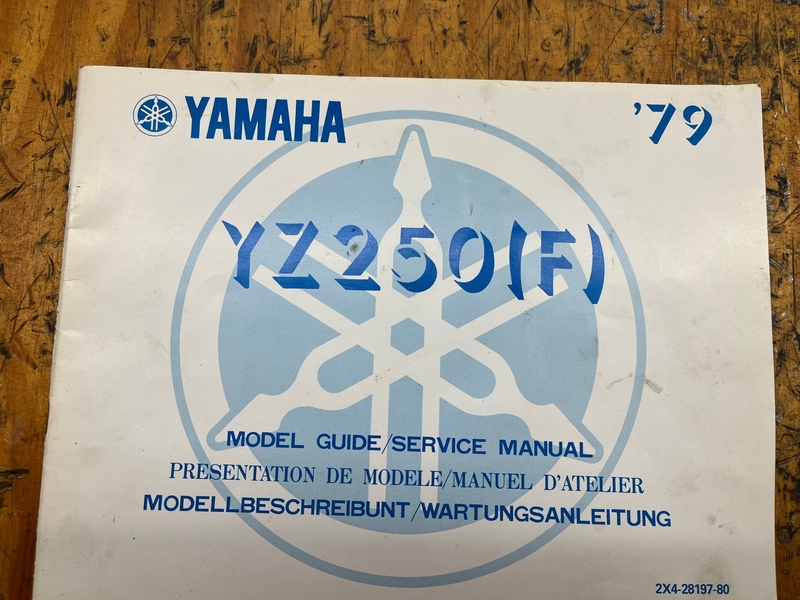 YAMAHA '79
YZ250(F)
MODEL GUIDE/SERVICE MANUAL
PRESENTATION DE MODELE/MANUEL D'ATELIER
MODELLBESCHREIBUNT/WARTUNGSANLEITUNG
2X4-28197-80